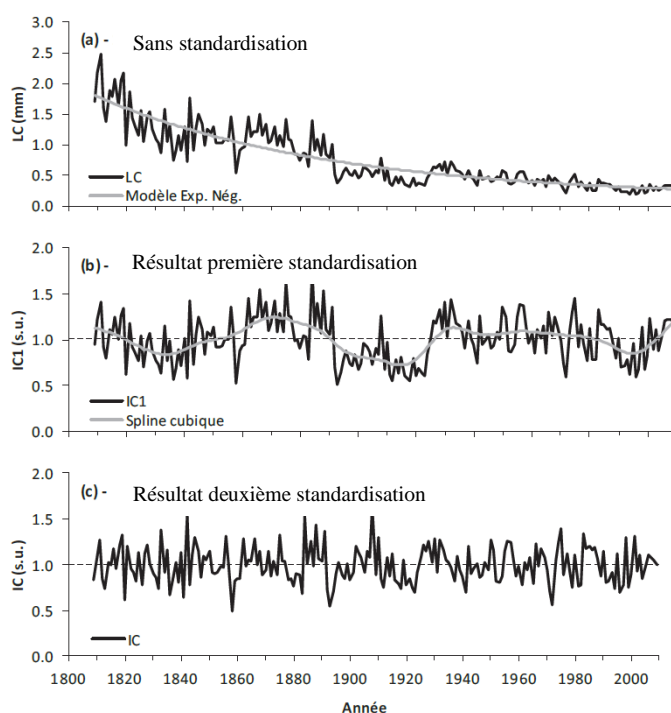 (a) - Sans standardisation
3.0
2.5
2.0
1.5
1.0
0.5
0.0
LC (mm)
LC
Modèle Exp. Nég.
(b) - Résultat première standardisation
2.0
1.5
1.0
0.5
0.0
IC1 (s.u.)
IC1
Spline cubique
(c) - Résultat deuxième standardisation
2.0
1.5
1.0
0.5
0.0
IC (s.u.)
IC
1800 1820 1840 1860 1880 1900 1920 1940 1960 1980 2000
Année